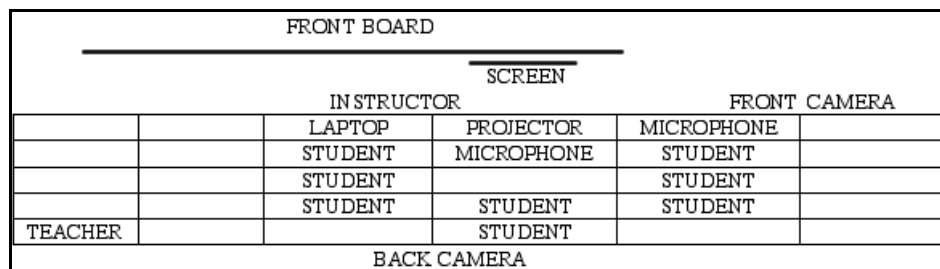 FRONT BOARD
SCREEN
INSTRUCTOR FRONT CAMERA
LAPTOP PROJECTOR MICROPHONE
STUDENT MICROPHONE STUDENT
STUDENT STUDENT
STUDENT STUDENT STUDENT
TEACHER STUDENT
BACK CAMERA